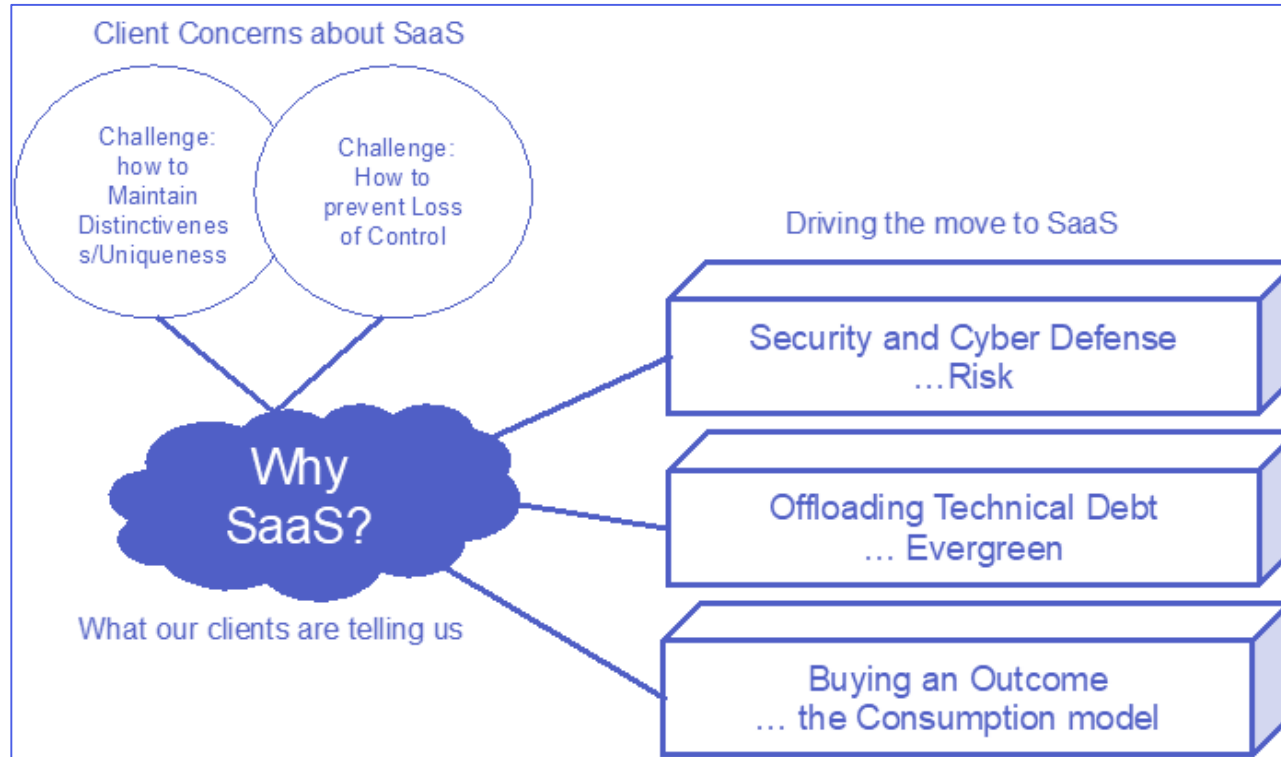 Client Concerns about SaaS
Challenge:
how to
Maintain
Distinctivenes
s/Uniqueness
Challenge:
How to
prevent Loss
of Control
Why
SaaS?
What our clients are telling us
Driving the move to SaaS
Security and Cyber Defense
…Risk
Offloading Technical Debt
… Evergreen
Buying an Outcome
… the Consumption model